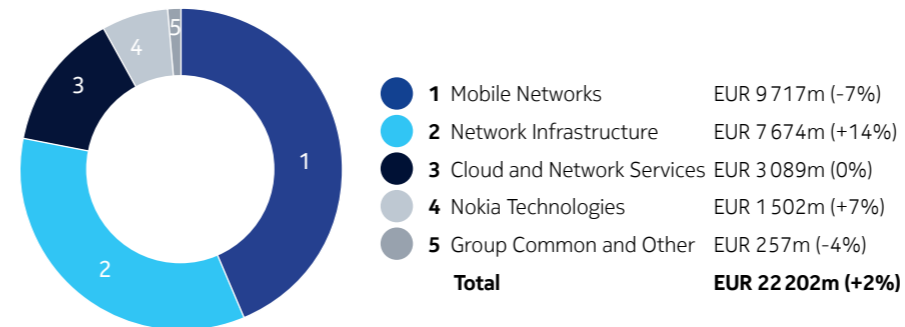 5
4
3
1
2
1 Mobile Networks EUR 9 717m (-7%)
2 Network Infrastructure EUR 7 674m (+14%)
3 Cloud and Network Services EUR 3 089m (0%)
4 Nokia Technologies EUR 1 502m (+7%)
5 Group Common and Other EUR 257m (-4%)
Total EUR 22 202m (+2%)